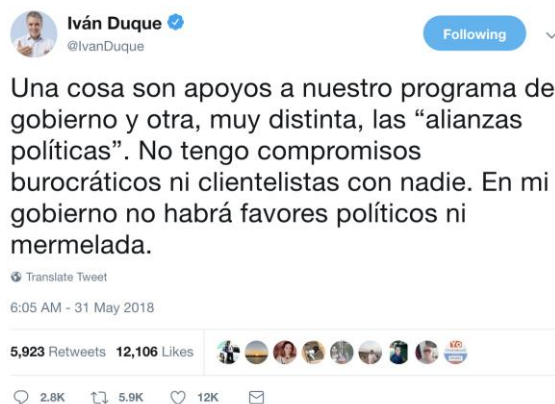 Iván Duque
@IvanDuque
Following
Una cosa son apoyos a nuestro programa de
gobierno y otra, muy distinta, las “alianzas
políticas”. No tengo compromisos
burocráticos ni clientelistas con nadie. En mi
gobierno no habrá favores políticos ni
mermelada.
Translate Tweet
6:05 AM - 31 May 2018
5,923 Retweets 12,106 Likes
YO
2.8K 5.9K 12K